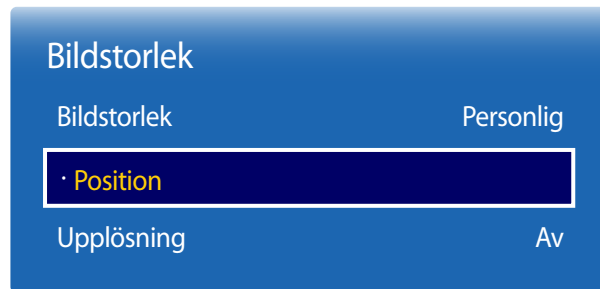 Bildstorlek
Bildstorlek Personlig
· Position
Upplösning Av